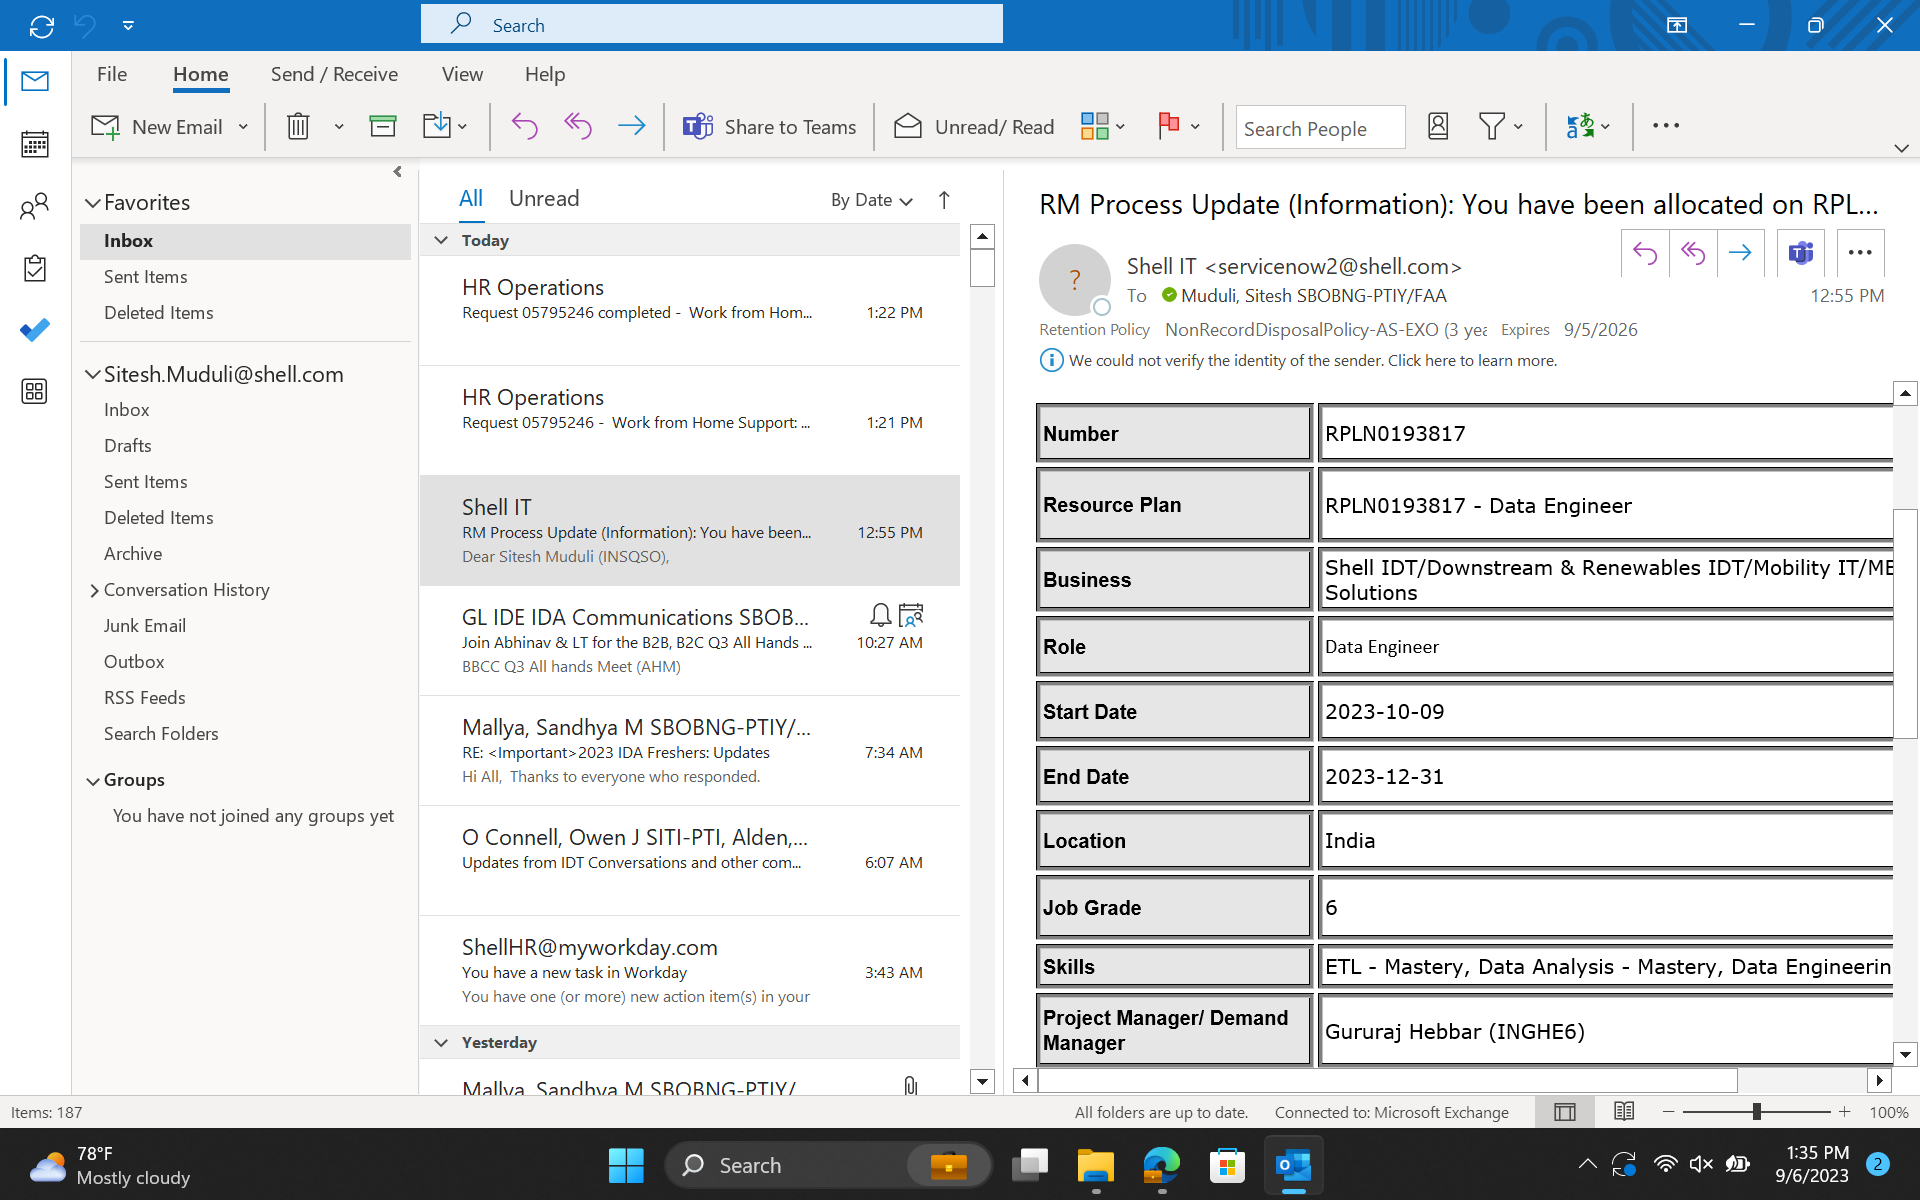 Search
File
Home
Send / Receive
View
Help
New Email
Share to Teams
Unread/ Read
Search People
Favorites
Inbox
Sent Items
Deleted Items
Sitesh.Muduli@shell.com
Inbox
Drafts
Sent Items
Deleted Items
Archive
Conversation History
Junk Email
Outbox
RSS Feeds
Search Folders
Groups
You have not joined any groups yet
All
Unread
By Date
Today
HR Operations
Request 05795246 completed - Work from Hom...
1:22 PM
HR Operations
Request 05795246 - Work from Home Support: ...
1:21 PM
Shell IT
RM Process Update (Information): You have been...
12:55 PM
Dear Sitesh Muduli (INSQSO),
GL IDE IDA Communications SBOB...
Join Abhinav & LT for the B2B, B2C Q3 All Hands ...
10:27 AM
BBCC Q3 All hands Meet (AHM)
Mallya, Sandhya M SBOBNG-PTIY/...
RE: <Important>2023 IDA Freshers: Updates
7:34 AM
Hi All, Thanks to everyone who responded.
O Connell, Owen J SITI-PTI, Alden,...
Updates from IDT Conversations and other com...
6:07 AM
ShellHR@myworkday.com
You have a new task in Workday
3:43 AM
You have one (or more) new action item(s) in your
Yesterday
Mallya, Sandhya M SBOBNG-PTIY/
RM Process Update (Information): You have been allocated on RPL...
?
Shell IT <servicenow2@shell.com>
To Muduli, Sitesh SBOBNG-PTIY/FAA
12:55 PM
Retention Policy NonRecordDisposalPolicy-AS-EXO (3 yea Expires 9/5/2026
We could not verify the identity of the sender. Click here to learn more.
Number RPLN0193817
Resource Plan RPLN0193817 - Data Engineer
Business Shell IDT/Downstream & Renewables IDT/Mobility IT/ME
Solutions
Role Data Engineer
Start Date 2023-10-09
End Date 2023-12-31
Location India
Job Grade 6
Skills ETL - Mastery, Data Analysis - Mastery, Data Engineerin
Project Manager/ Demand
Manager
Gururaj Hebbar (INGHE6)
Items: 187
All folders are up to date.
Connected to: Microsoft Exchange
100%
78°F
Mostly cloudy
Search
1:35 PM
9/6/2023
2